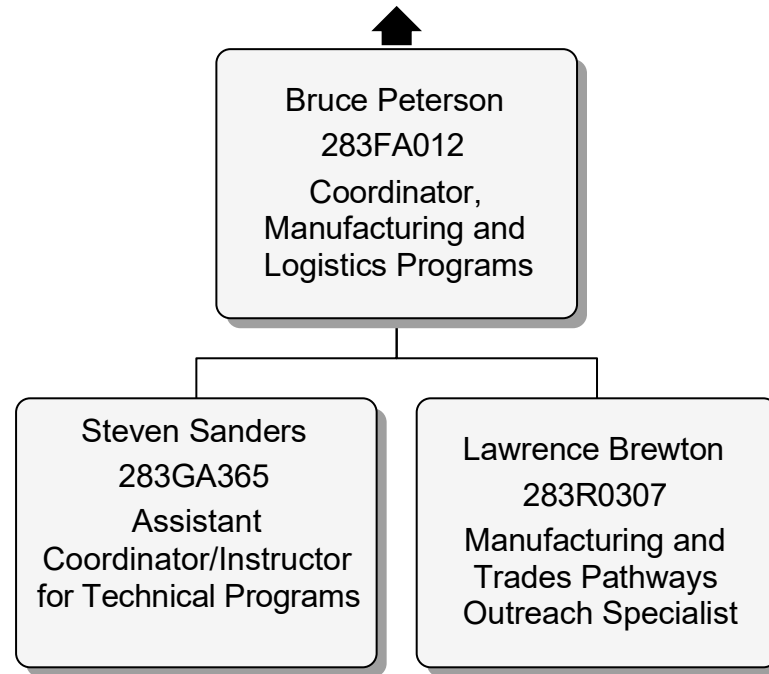 Bruce Peterson
283FA012
Coordinator,
Manufacturing and
Logistics Programs
Steven Sanders
283GA365
Assistant
Coordinator/Instructor
for Technical Programs
Lawrence Brewton
283R0307
Manufacturing and
Trades Pathways
Outreach Specialist